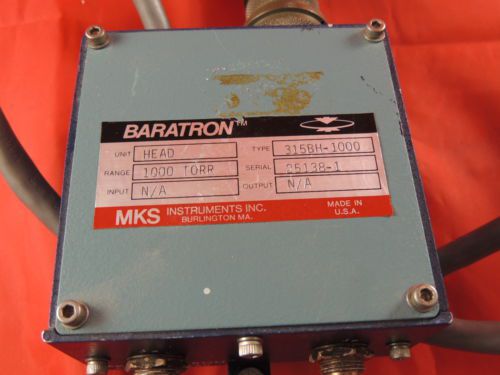 BARATRON™
UNIT HEAD TYPE 315BH-1000
RANGE 1000 TORR SERIAL 25138-1
INPUT N/A OUTPUT N/A
MKS INSTRUMENTS INC. MADE IN
BURLINGTON MA. U.S.A.